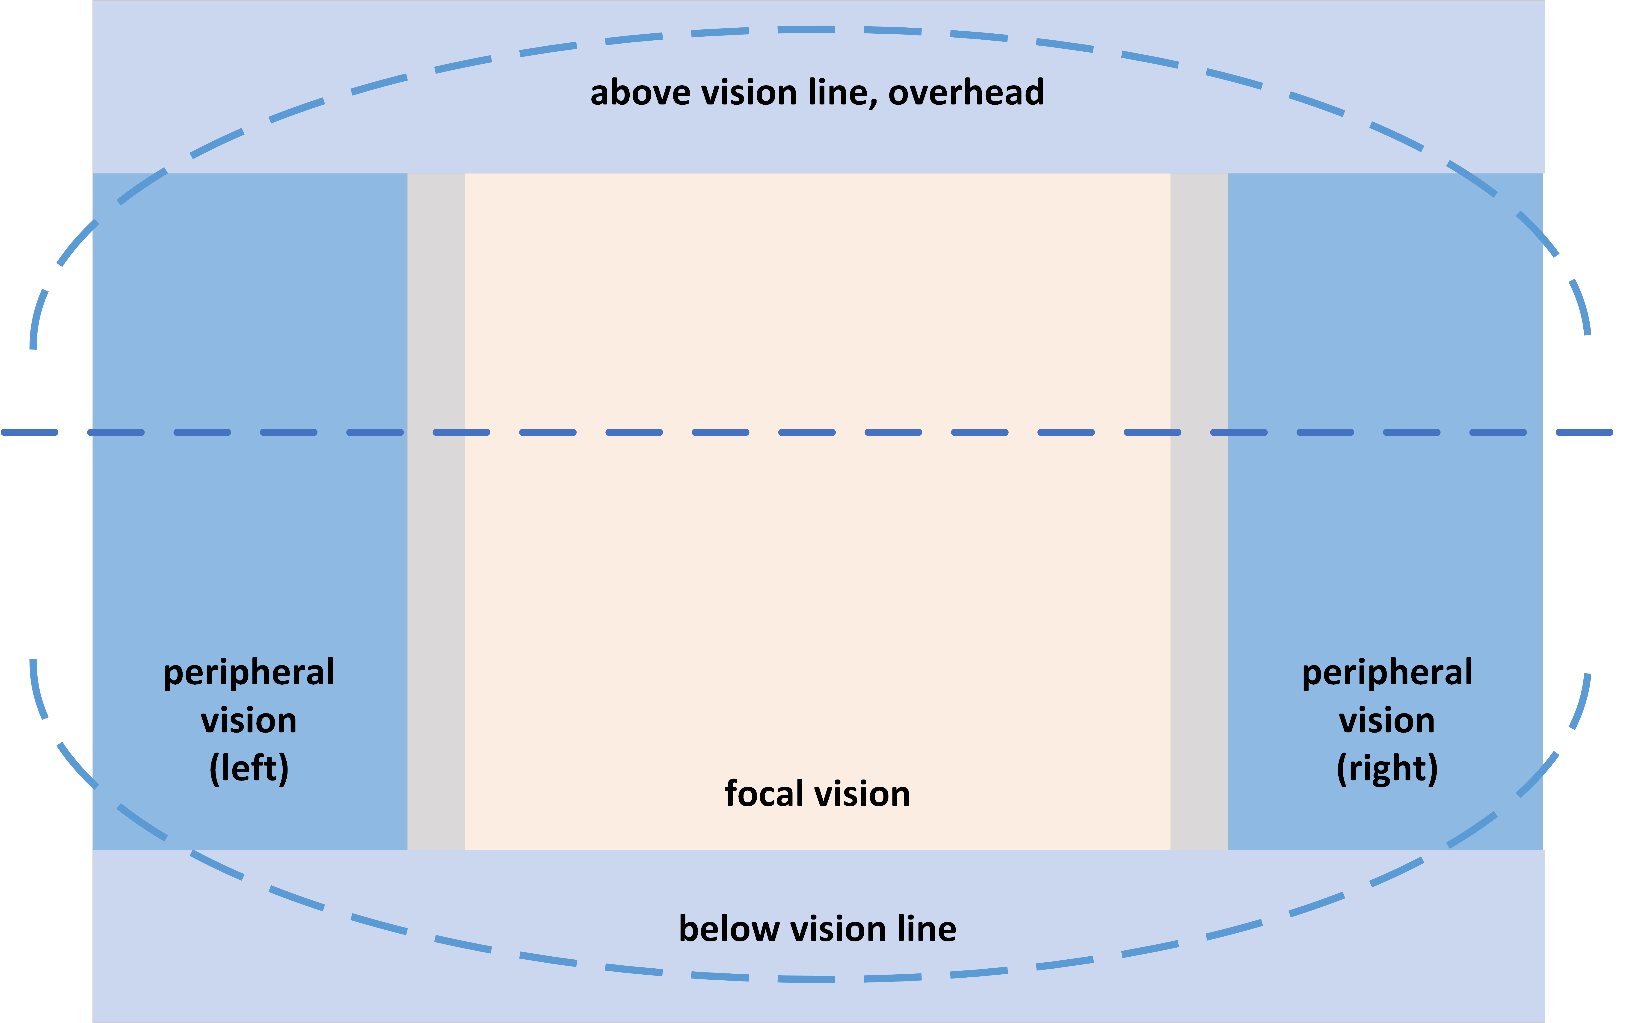 above vision line, overhead
peripheral
vision
(left)
peripheral
vision
(right)
focal vision
below vision line